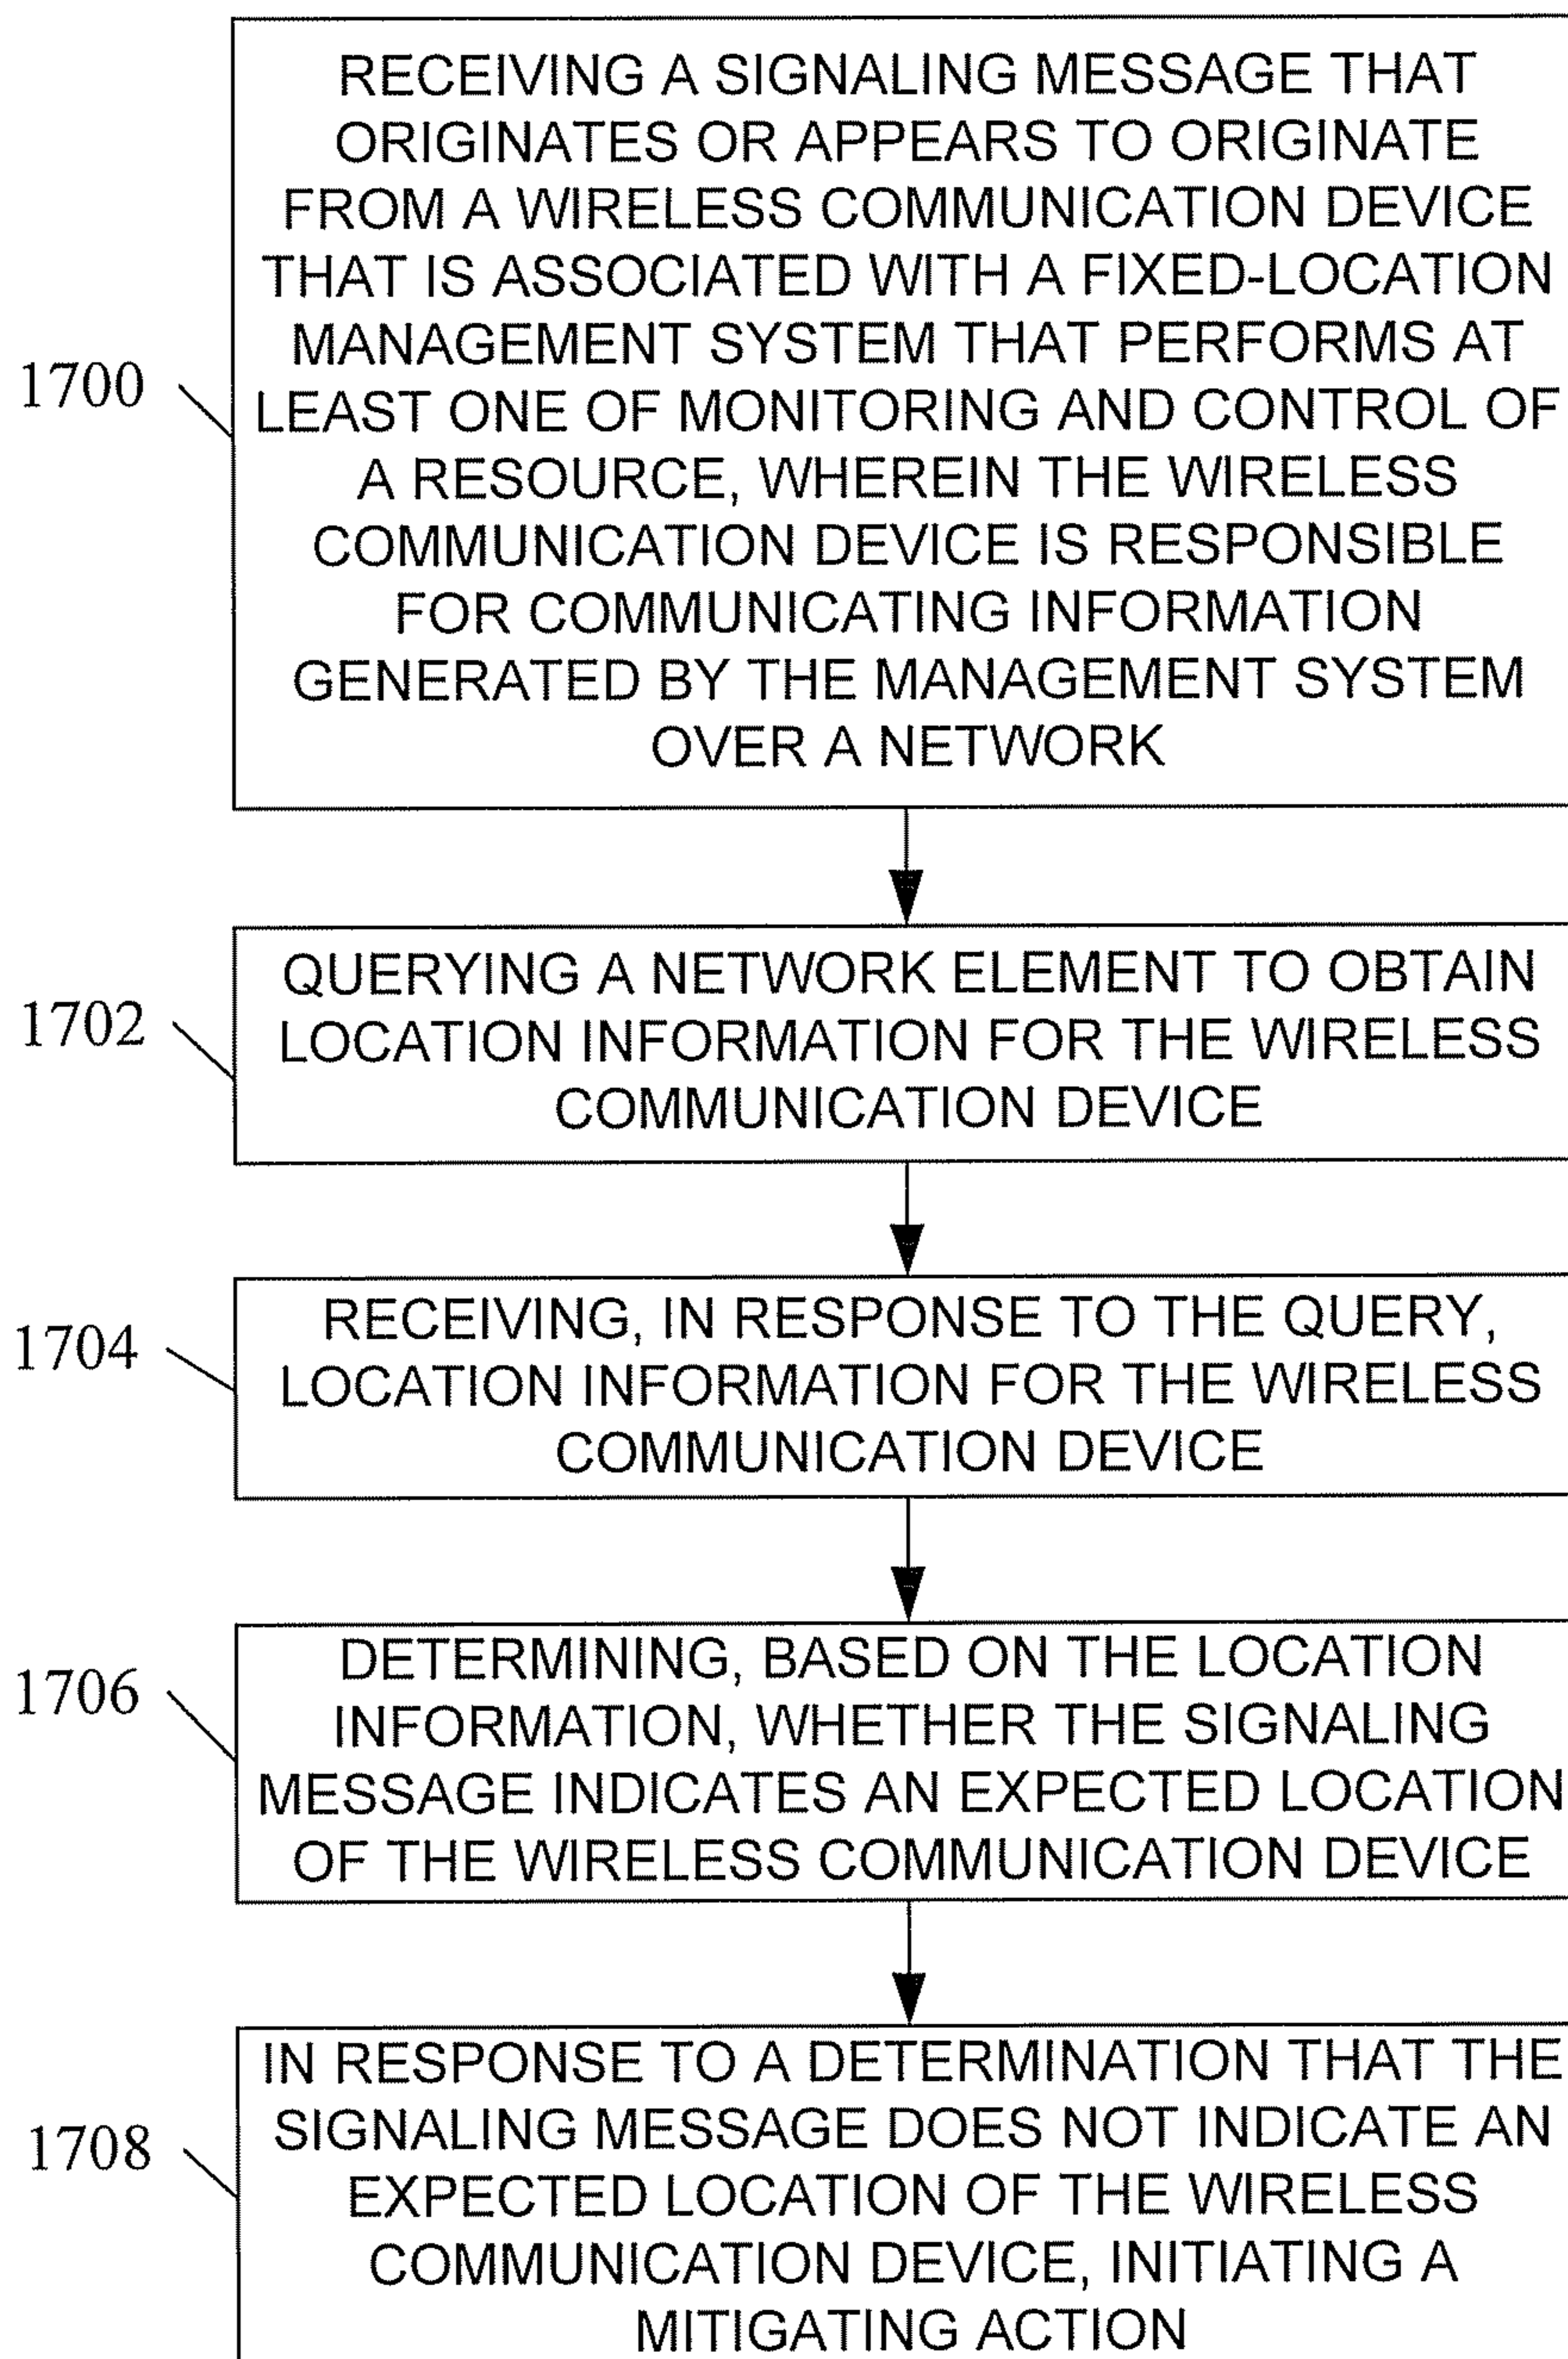 RECEIVING A SIGNALING MESSAGE THAT
ORIGINATES OR APPEARS TO ORIGINATE
FROM A WIRELESS COMMUNICATION DEVICE
THAT IS ASSOCIATED WITH A FIXED-LOCATION
MANAGEMENT SYSTEM THAT PERFORMS AT
1700
LEAST ONE OF MONITORING AND CONTROL OF
A RESOURCE, WHEREIN THE WIRELESS
COMMUNICATION DEVICE IS RESPONSIBLE
FOR COMMUNICATING INFORMATION
GENERATED BY THE MANAGEMENT SYSTEM
OVER A NETWORK
QUERYING A NETWORK ELEMENT TO OBTAIN
1702
LOCATION INFORMATION FOR THE WIRELESS
COMMUNICATION DEVICE
RECEIVING, IN RESPONSE TO THE QUERY,
1704
LOCATION INFORMATION FOR THE WIRELESS
COMMUNICATION DEVICE
DETERMINING, BASED ON THE LOCATION
1706
INFORMATION, WHETHER THE SIGNALING
MESSAGE INDICATES AN EXPECTED LOCATION
OF THE WIRELESS COMMUNICATION DEVICE
IN RESPONSE TO A DETERMINATION THAT THE
SIGNALING MESSAGE DOES NOT INDICATE AN
1708
EXPECTED LOCATION OF THE WIRELESS
COMMUNICATION DEVICE, INITIATING A
MITIGATING ACTION